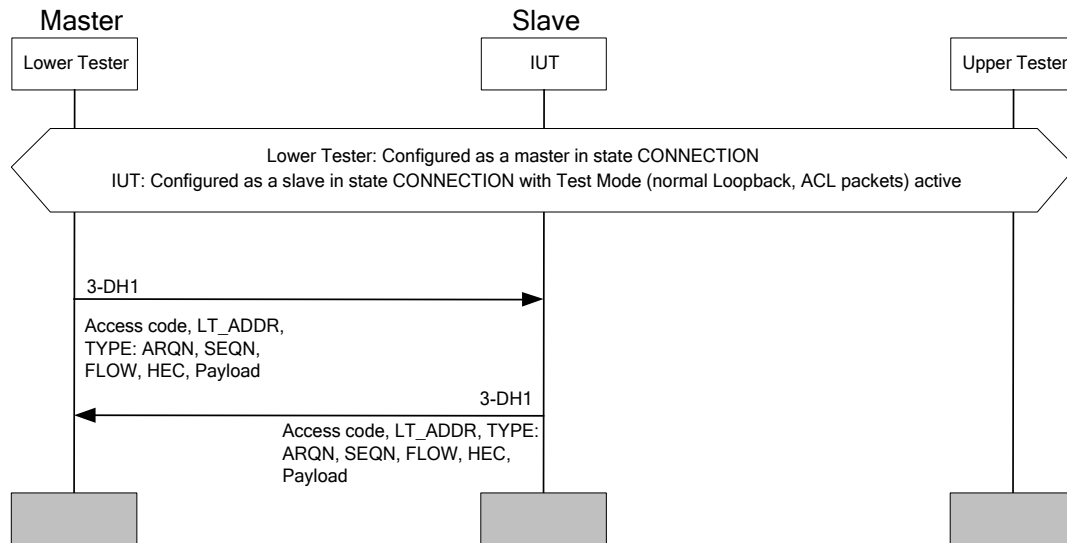 Master
Slave
Lower Tester
IUT
Upper Tester
Lower Tester: Configured as a master in state CONNECTION
IUT: Configured as a slave in state CONNECTION with Test Mode (normal Loopback, ACL packets) active
3-DH1
Access code, LT_ADDR,
TYPE: ARQN, SEQN,
FLOW, HEC, Payload
3-DH1
Access code, LT_ADDR, TYPE:
ARQN, SEQN, FLOW, HEC,
Payload